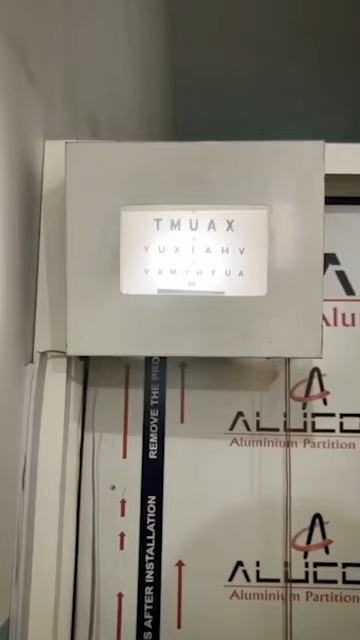 TMUAX
YUXIAHV
VXMYHTUA
Alu
REMOVE THE PRO
S AFTER INSTALLATION
ALUCO
Aluminium Partition
ALUCO
Aluminium Partition